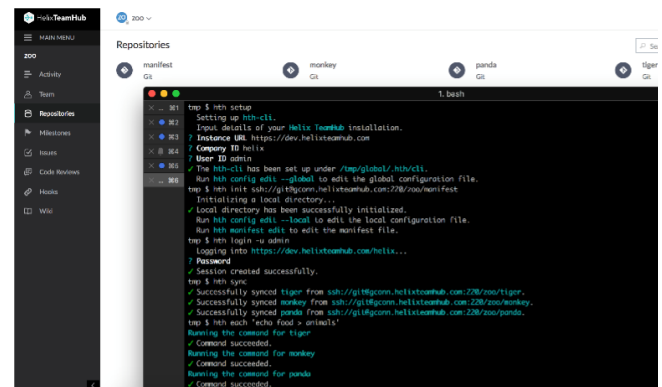 HelixTeamHub
zoo
MAIN MENU
zoo
Activity
Team
Repositories
Milestones
Issues
Code Reviews
Hooks
Wiki
Repositories
Se
manifest
Git
monkey
Git
panda
Git
tiger
Git
1. bash
⌘1
⌘2
⌘3
⌘4
⌘5
⌘6
tmp $ hth setup
Setting up hth-cli.
Input details of your Helix TeamHub installation.
? Instance URL https://dev.helixteamhub.com
? Company ID helix
? User ID admin
✓ The hth-cli has been set up under /tmp/global/.hth/cli.
Run hth config edit --global to edit the global configuration file.
tmp $ hth init ssh://git@gconn.helixteamhub.com:220/zoo/manifest
Initializing a local directory...
✓ Local directory has been successfully initialized.
Run hth config edit --local to edit the local configuration file.
Run hth manifest edit to edit the manifest file.
tmp $ hth login -u admin
Logging into https://dev.helixteamhub.com/helix...
? Password
✓ Session created successfully.
tmp $ hth sync
✓ Successfully synced tiger from ssh://git@gconn.helixteamhub.com:220/zoo/tiger.
✓ Successfully synced monkey from ssh://git@gconn.helixteamhub.com:220/zoo/monkey.
✓ Successfully synced panda from ssh://git@gconn.helixteamhub.com:220/zoo/panda.
tmp $ hth each 'echo food > animals'
Running the command for tiger
✓ Command succeeded.
Running the command for monkey
✓ Command succeeded.
Running the command for panda
✓ Command succeeded.